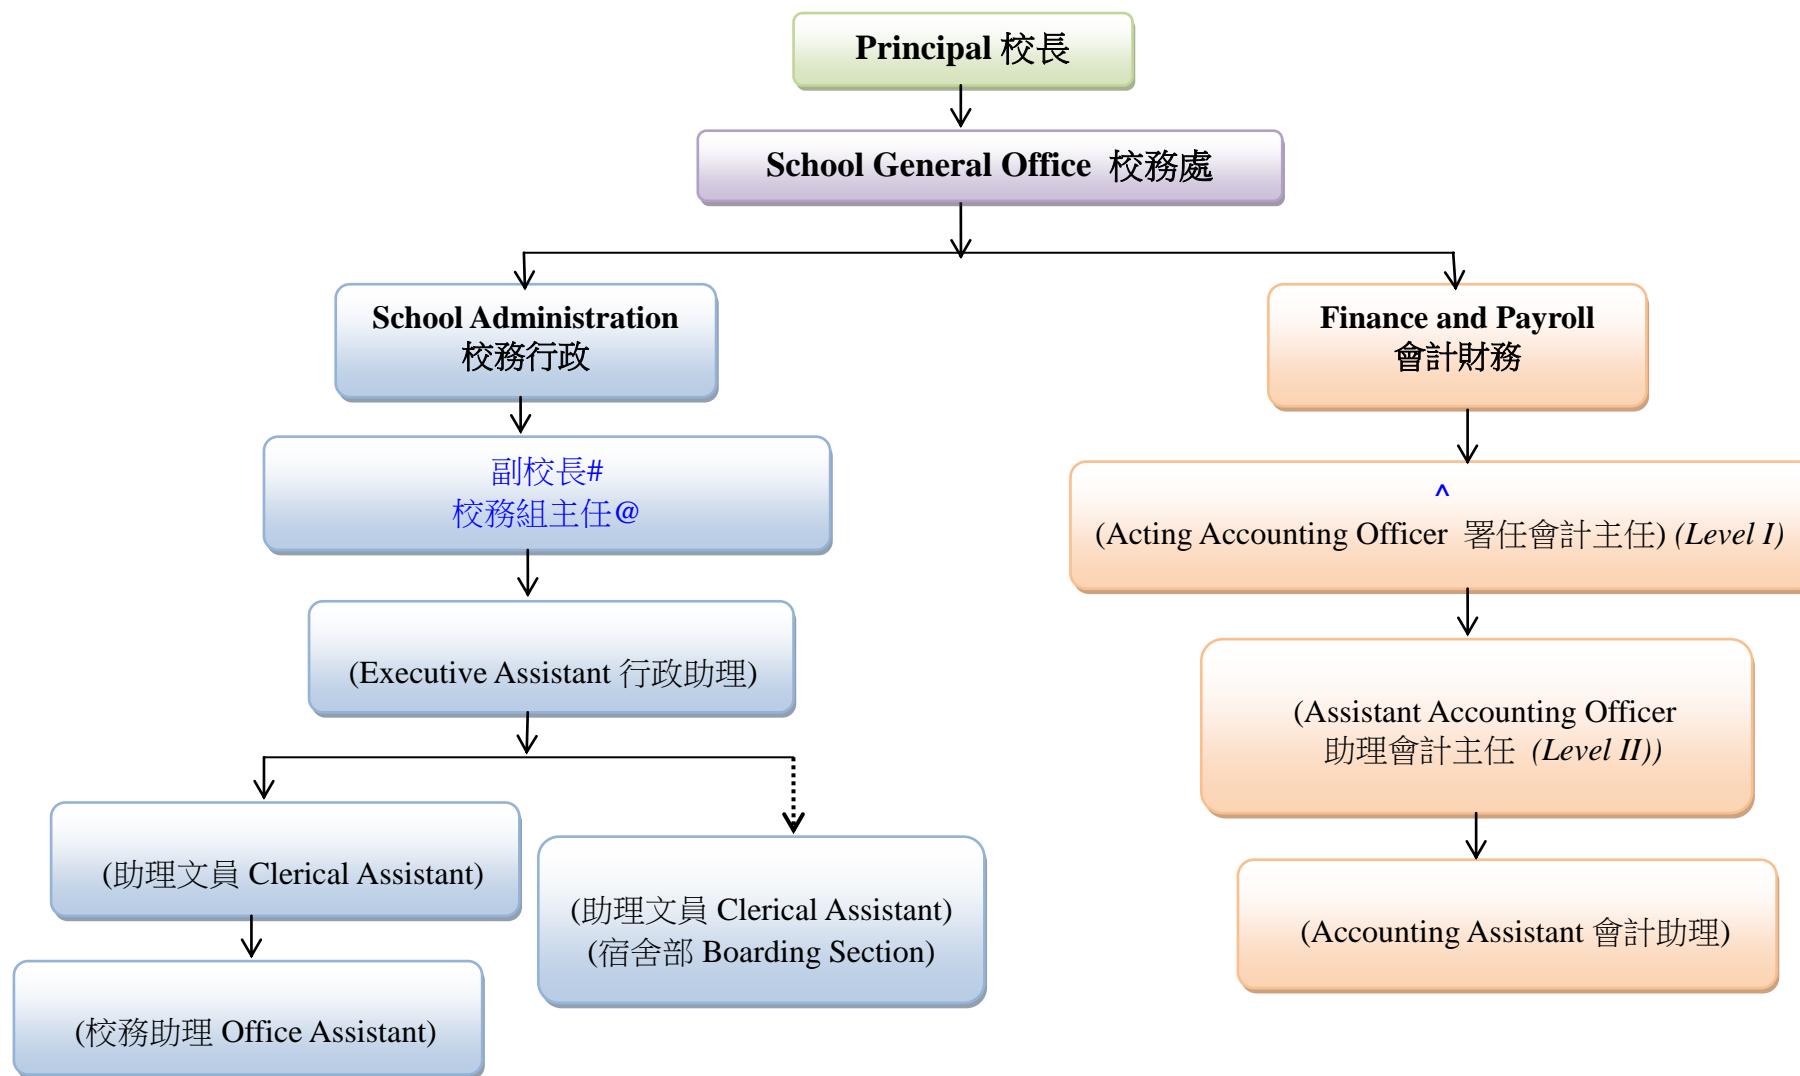 Principal 校長
School General Office 校務處
School Administration
校務行政
Finance and Payroll
會計財務
副校長#
校務組主任@
^
(Acting Accounting Officer 署任會計主任) (Level I)
(Executive Assistant 行政助理)
(Assistant Accounting Officer
助理會計主任 (Level II))
(助理文員 Clerical Assistant)
(助理文員 Clerical Assistant)
(宿舍部 Boarding Section)
(Accounting Assistant 會計助理)
(校務助理 Office Assistant)